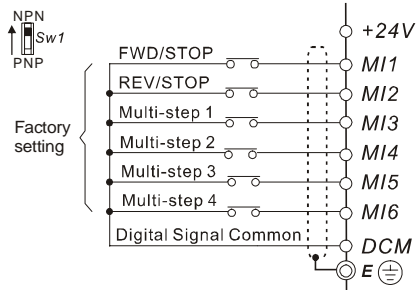 NPN
Sw1
PNP
+24V
FWD/STOP
MI1
REV/STOP
MI2
Multi-step 1
MI3
Factory
setting
Multi-step 2
MI4
Multi-step 3
MI5
Multi-step 4
MI6
Digital Signal Common
DCM
E